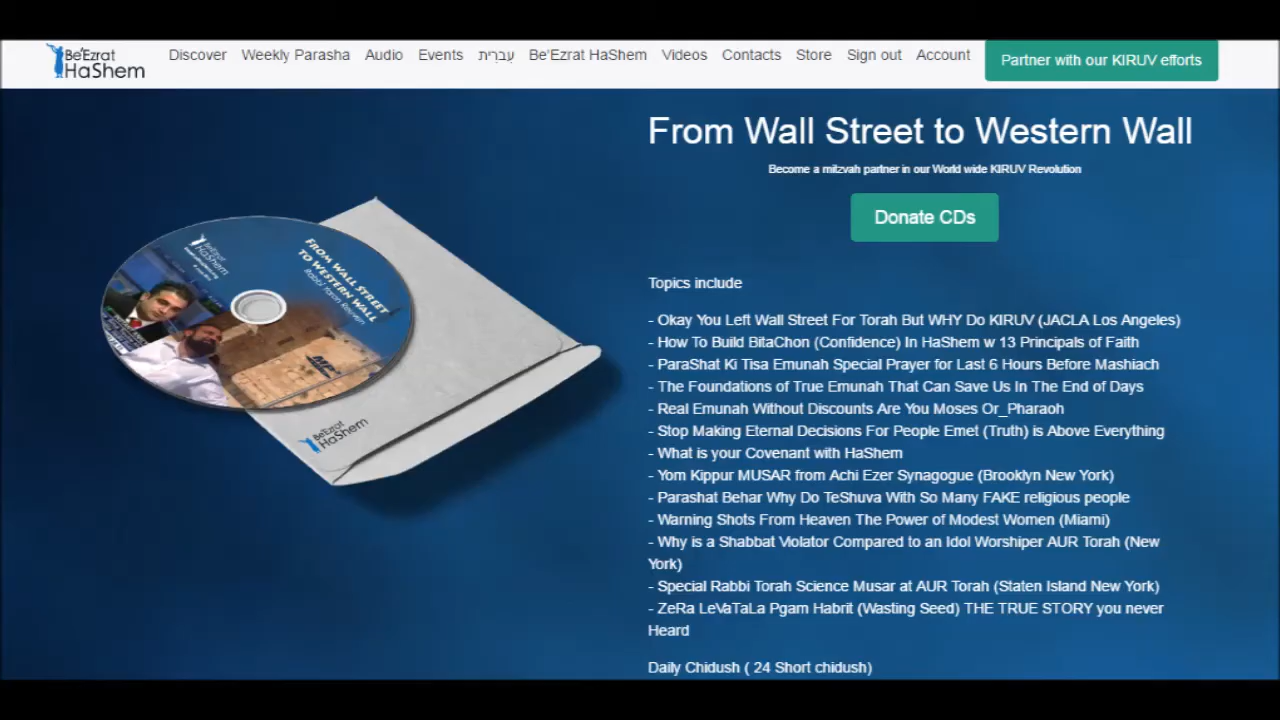 Be'Ezrat
HaShem
Discover Weekly Parasha Audio Events עִבְרִית Be'Ezrat HaShem Videos Contacts Store Sign out Account Partner with our KIRUV efforts
From Wall Street to Western Wall
Become a mitzvah partner in our World wide KIRUV Revolution
Donate CDs
Be'Ezrat
HaShem
FROM WALL STREET
TO WESTERN WALL
Be'Ezrat
HaShem
Topics include
- Okay You Left Wall Street For Torah But WHY Do KIRUV (JACLA Los Angeles)
- How To Build BitaChon (Confidence) In HaShem w 13 Principals of Faith
- ParaShat Ki Tisa Emunah Special Prayer for Last 6 Hours Before Mashiach
- The Foundations of True Emunah That Can Save Us In The End of Days
- Real Emunah Without Discounts Are You Moses Or_Pharaoh
- Stop Making Eternal Decisions For People Emet (Truth) is Above Everything
- What is your Covenant with HaShem
- Yom Kippur MUSAR from Achi Ezer Synagogue (Brooklyn New York)
- Parashat Behar Why Do TeShuva With So Many FAKE religious people
- Warning Shots From Heaven The Power of Modest Women (Miami)
- Why is a Shabbat Violator Compared to an Idol Worshiper AUR Torah (New
York)
- Special Rabbi Torah Science Musar at AUR Torah (Staten Island New York)
- ZeRa LeVaTaLa Pgam Habrit (Wasting Seed) THE TRUE STORY you never
Heard
Daily Chidush ( 24 Short chidush)